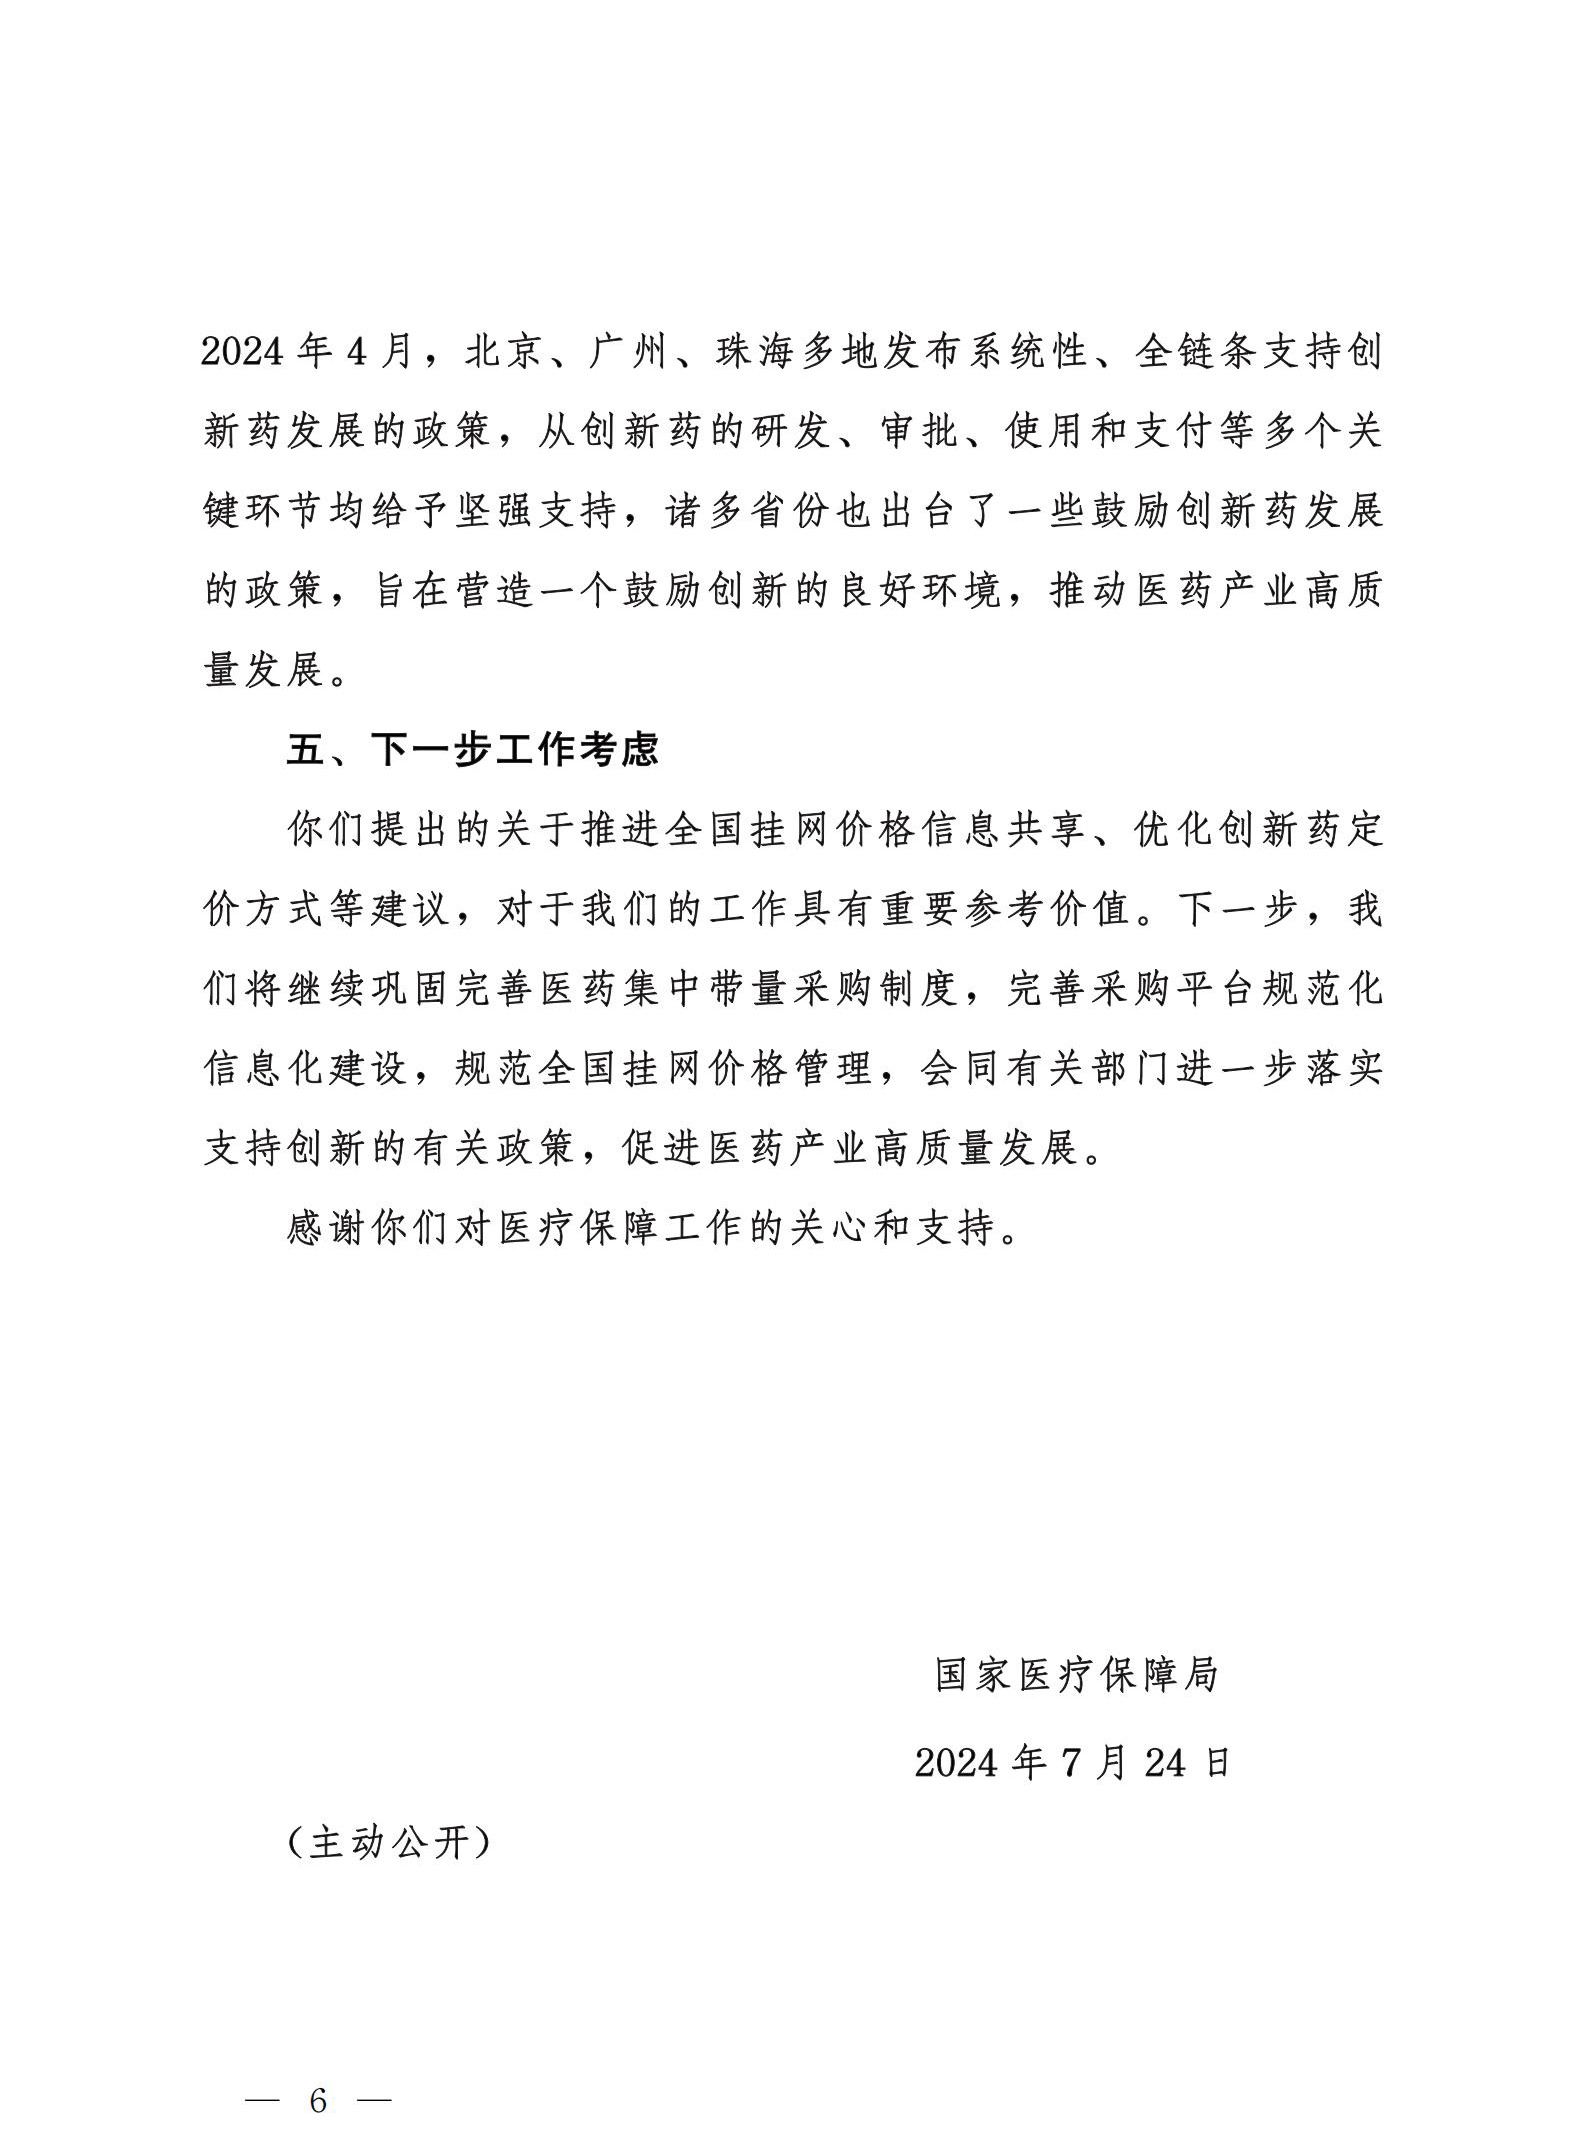 2024 年 4 月，北京、广州、珠海多地发布系统性、全链条支持创
新药发展的政策，从创新药的研发、审批、使用和支付等多个关
键环节均给予坚强支持，诸多省份也出台了一些鼓励创新药发展
的政策，旨在营造一个鼓励创新的良好环境，推动医药产业高质
量发展。
五、下一步工作考虑
你们提出的关于推进全国挂网价格信息共享、优化创新药定
价方式等建议，对于我们的工作具有重要参考价值。下一步，我
们将继续巩固完善医药集中带量采购制度，完善采购平台规范化
信息化建设，规范全国挂网价格管理，会同有关部门进一步落实
支持创新的有关政策，促进医药产业高质量发展。
感谢你们对医疗保障工作的关心和支持。
国家医疗保障局
2024 年 7 月 24 日
（主动公开）
— 6 —